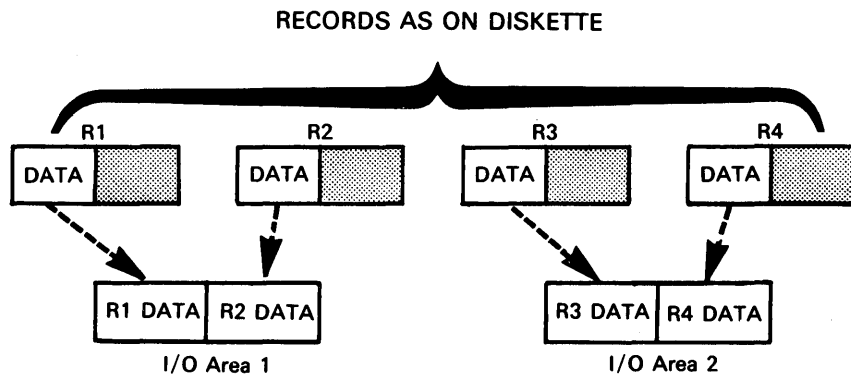 RECORDS AS ON DISKETTE
R1 R2 R3 R4
DATA DATA DATA DATA
R1 DATA R2 DATA R3 DATA R4 DATA
I/O Area 1 I/O Area 2